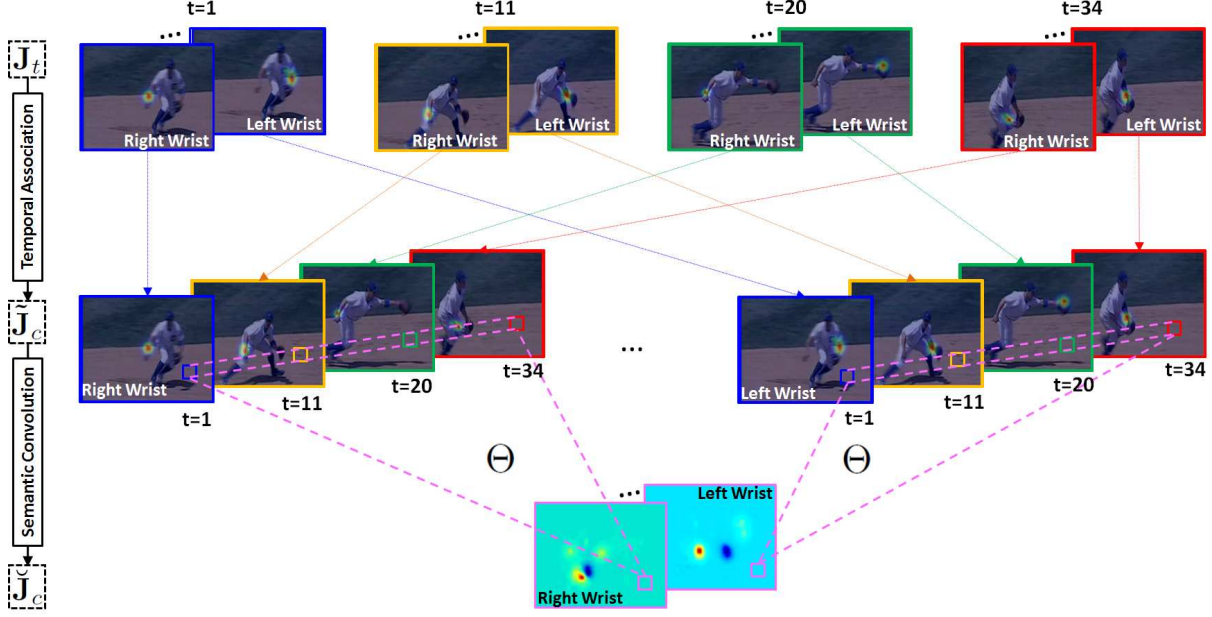 t=1
t=11
t=20
t=34
...
...
...
...
J_t
Right Wrist
Left Wrist
Right Wrist
Left Wrist
Right Wrist
Left Wrist
Right Wrist
Left Wrist
Temporal Association
J̃_c
Right Wrist
t=1
t=11
t=20
t=34
...
Left Wrist
t=1
t=11
t=20
t=34
Semantic Convolution
Θ
Θ
...
Left Wrist
Right Wrist
J̆_c